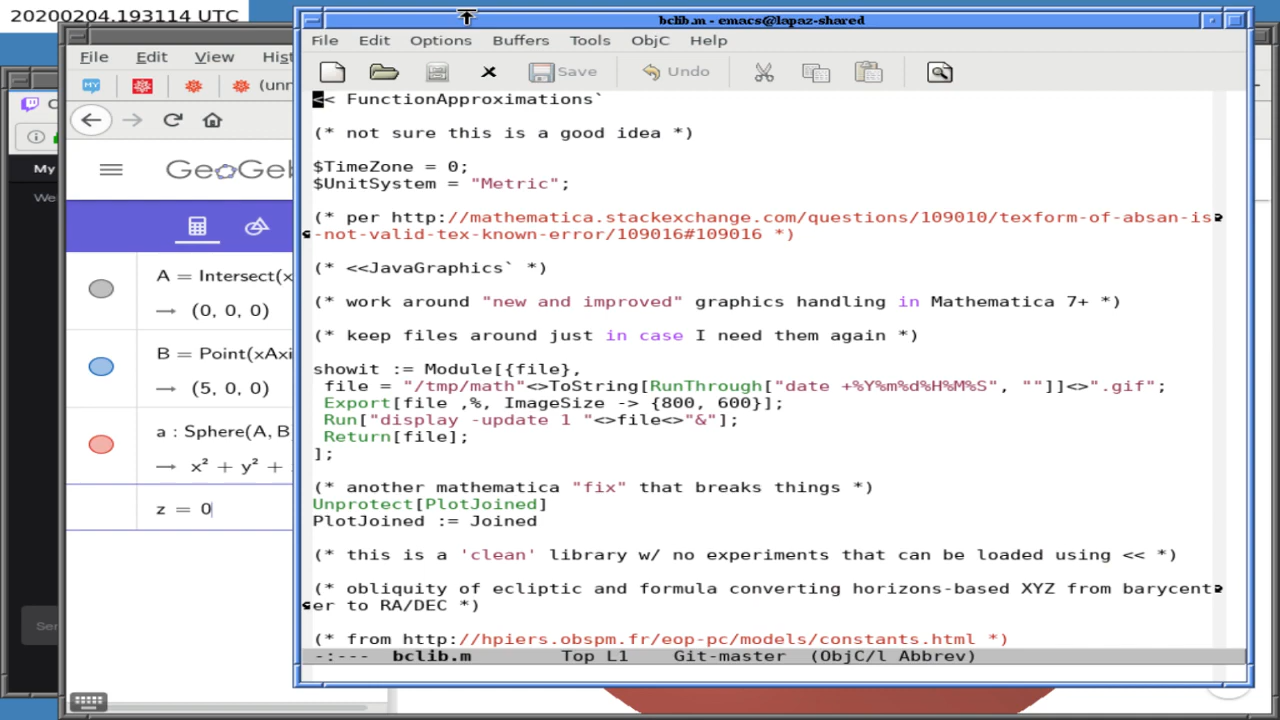 20200204.193114 UTC
bclib.m - emacs@lapaz-shared
File Edit Options Buffers Tools ObjC Help
Save Undo
<< FunctionApproximations`
(* not sure this is a good idea *)
$TimeZone = 0;
$UnitSystem = "Metric";
(* per http://mathematica.stackexchange.com/questions/109010/texform-of-absan-is
-not-valid-tex-known-error/109016#109016 *)
(* <<JavaGraphics` *)
(* work around "new and improved" graphics handling in Mathematica 7+ *)
(* keep files around just in case I need them again *)
showit := Module[{file},
file = "/tmp/math"<>ToString[RunThrough["date +%Y%m%d%H%M%S", ""]]<>".gif";
Export[file ,%, ImageSize -> {800, 600}];
Run["display -update 1 "<>file<>"&"];
Return[file];
];
(* another mathematica "fix" that breaks things *)
Unprotect[PlotJoined]
PlotJoined := Joined
(* this is a 'clean' library w/ no experiments that can be loaded using << *)
(* obliquity of ecliptic and formula converting horizons-based XYZ from barycent
er to RA/DEC *)
(* from http://hpiers.obspm.fr/eop-pc/models/constants.html *)
-:--- bclib.m Top L1 Git-master (ObjC/l Abbrev)
File Edit View Hist
MY (unn
GeoGeb
A = Intersect(x
→ (0, 0, 0)
B = Point(xAxi
→ (5, 0, 0)
a : Sphere(A, B
→ x² + y² +
z = 0
My
We
Ser